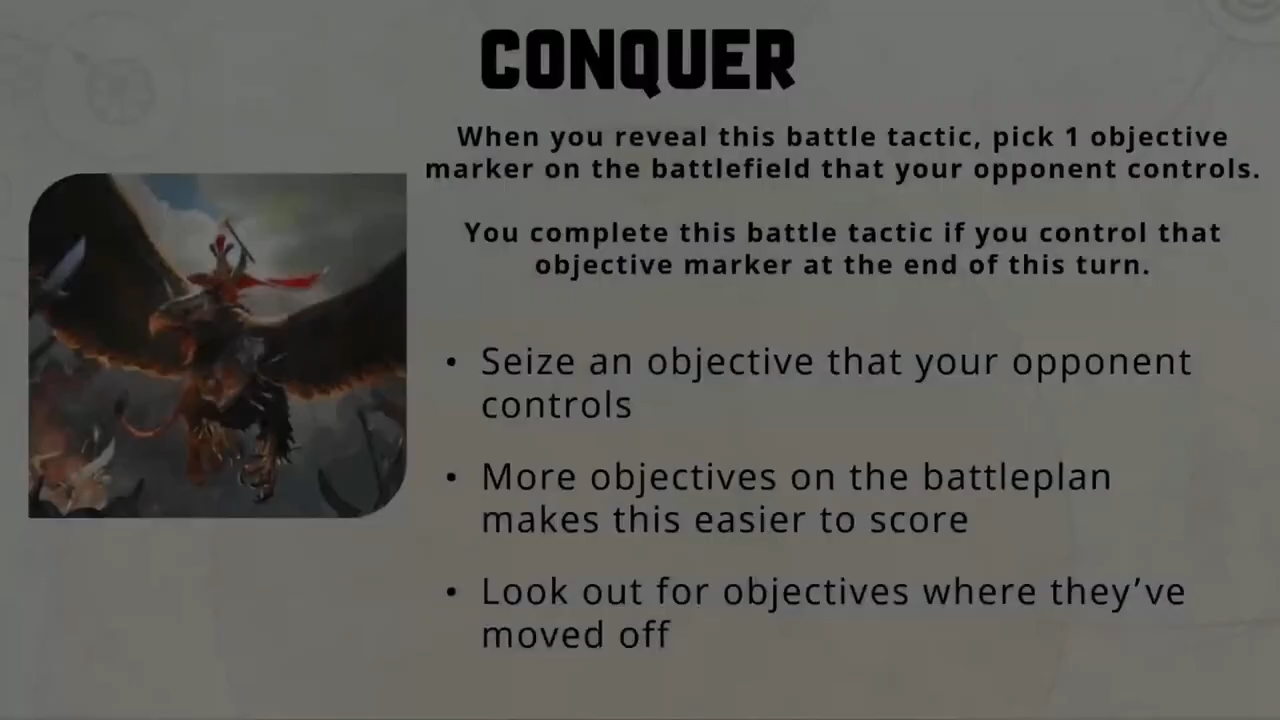 CONQUER
When you reveal this battle tactic, pick 1 objective
marker on the battlefield that your opponent controls.
You complete this battle tactic if you control that
objective marker at the end of this turn.
• Seize an objective that your opponent
controls
• More objectives on the battleplan
makes this easier to score
• Look out for objectives where they’ve
moved off